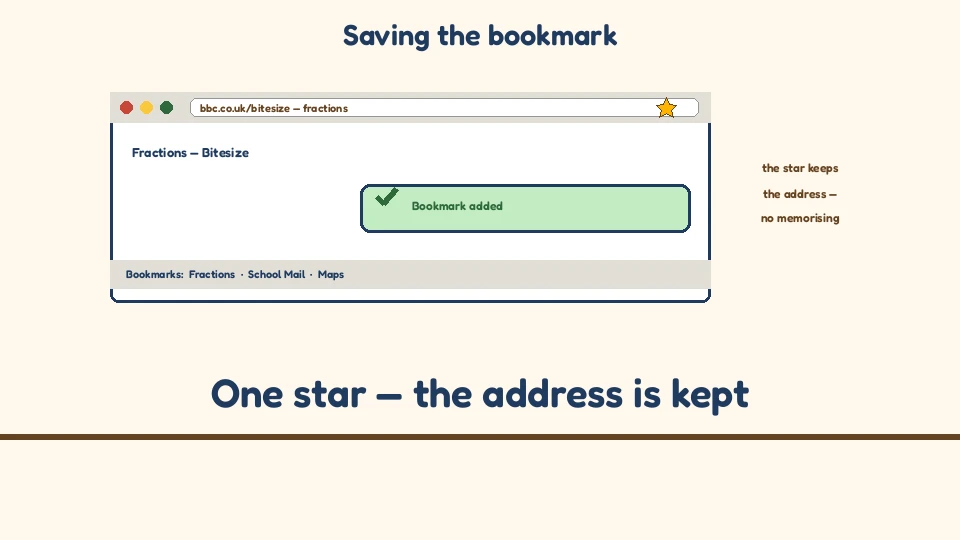 Saving the bookmark
bbc.co.uk/bitesize – fractions
Fractions – Bitesize
Bookmark added
the star keeps
the address –
no memorising
Bookmarks: Fractions · School Mail · Maps
One star – the address is kept